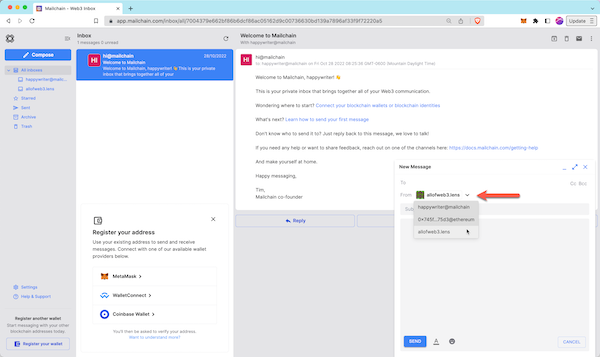 Mailchain – Web3 Inbox
app.mailchain.com/inbox/all/
Update
Compose
All inboxes
happywriter@mailc...
allofweb3.lens
Starred
Sent
Archive
Trash
Settings
Help & Support
Register another wallet
Start messaging with your other
blockchain addresses today.
Register your wallet
Inbox
1 messages 0 unread
HI
hi@mailchain
28/10/2022
Welcome to Mailchain
Welcome to Mailchain, happywriter! 👋 This is your
private inbox that brings together all of your
Register your address
Use your existing address to send and receive
messages. Connect with one of our available
wallet providers below.
MetaMask >
WalletConnect >
Coinbase Wallet >
You'll then be asked to verify your address.
Want to understand more?
Welcome to Mailchain
With happywriter@mailchain
HI
hi@mailchain
to: happywriter@mailchain on Fri Oct 28 2022 08:20:36 GMT-0600 (Mountain Daylight Time)
Welcome to Mailchain, happywriter! 👋
This is your private inbox that brings together all of your Web3 communication.
Wondering where to start? Connect your blockchain wallets or blockchain identities
What's next? Learn how to send your first message
Don't know who to send it to? Just reply back to this message, we love to talk!
If you need any help or want to share feedback, reach out on one of the channels here: https://docs.mailchain.com/getting-help
And make yourself at home.
Happy messaging,
Tim,
Mailchain co-founder
Reply
New Message
To
Cc Bcc
From allofweb3.lens
Sub
happywriter@mailchain
0x745f...75d3@ethereum
allofweb3.lens
SEND
CANCEL